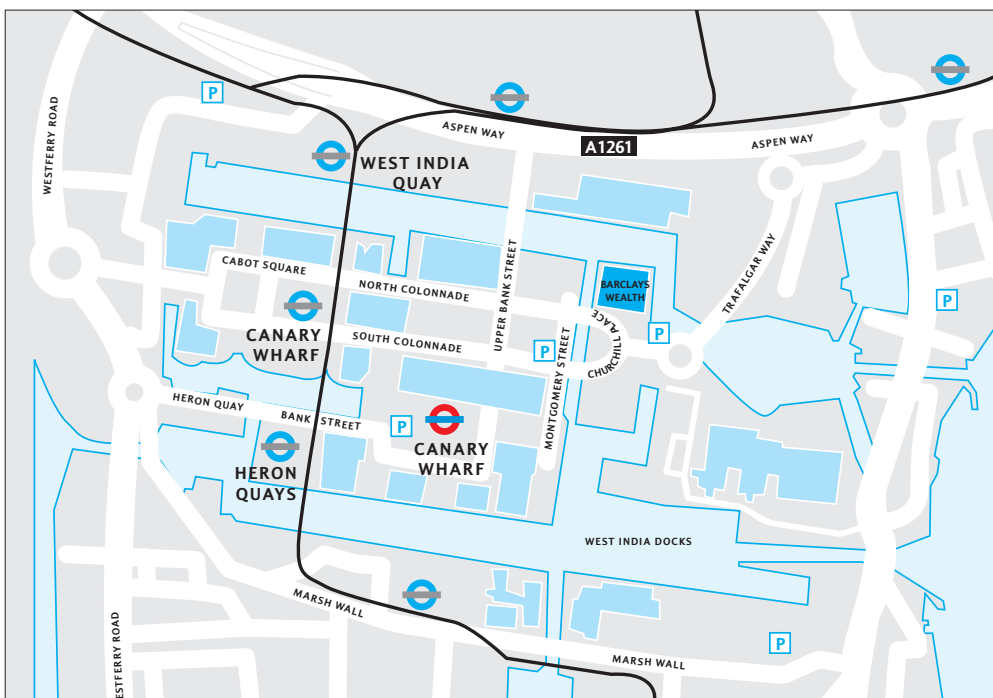 P
WESTFERRY ROAD
ASPEN WAY
A1261
ASPEN WAY
WEST INDIA
QUAY
CABOT SQUARE
NORTH COLONNADE
UPPER BANK STREET
BARCLAYS
WEALTH
TRAFALGAR WAY
P
CANARY
WHARF
SOUTH COLONNADE
P
P
CHURCHILL PLACE
MONTGOMERY STREET
HERON QUAY
BANK STREET
P
CANARY
WHARF
HERON
QUAYS
WEST INDIA DOCKS
MARSH WALL
ESTFERRY ROAD
MARSH WALL
P